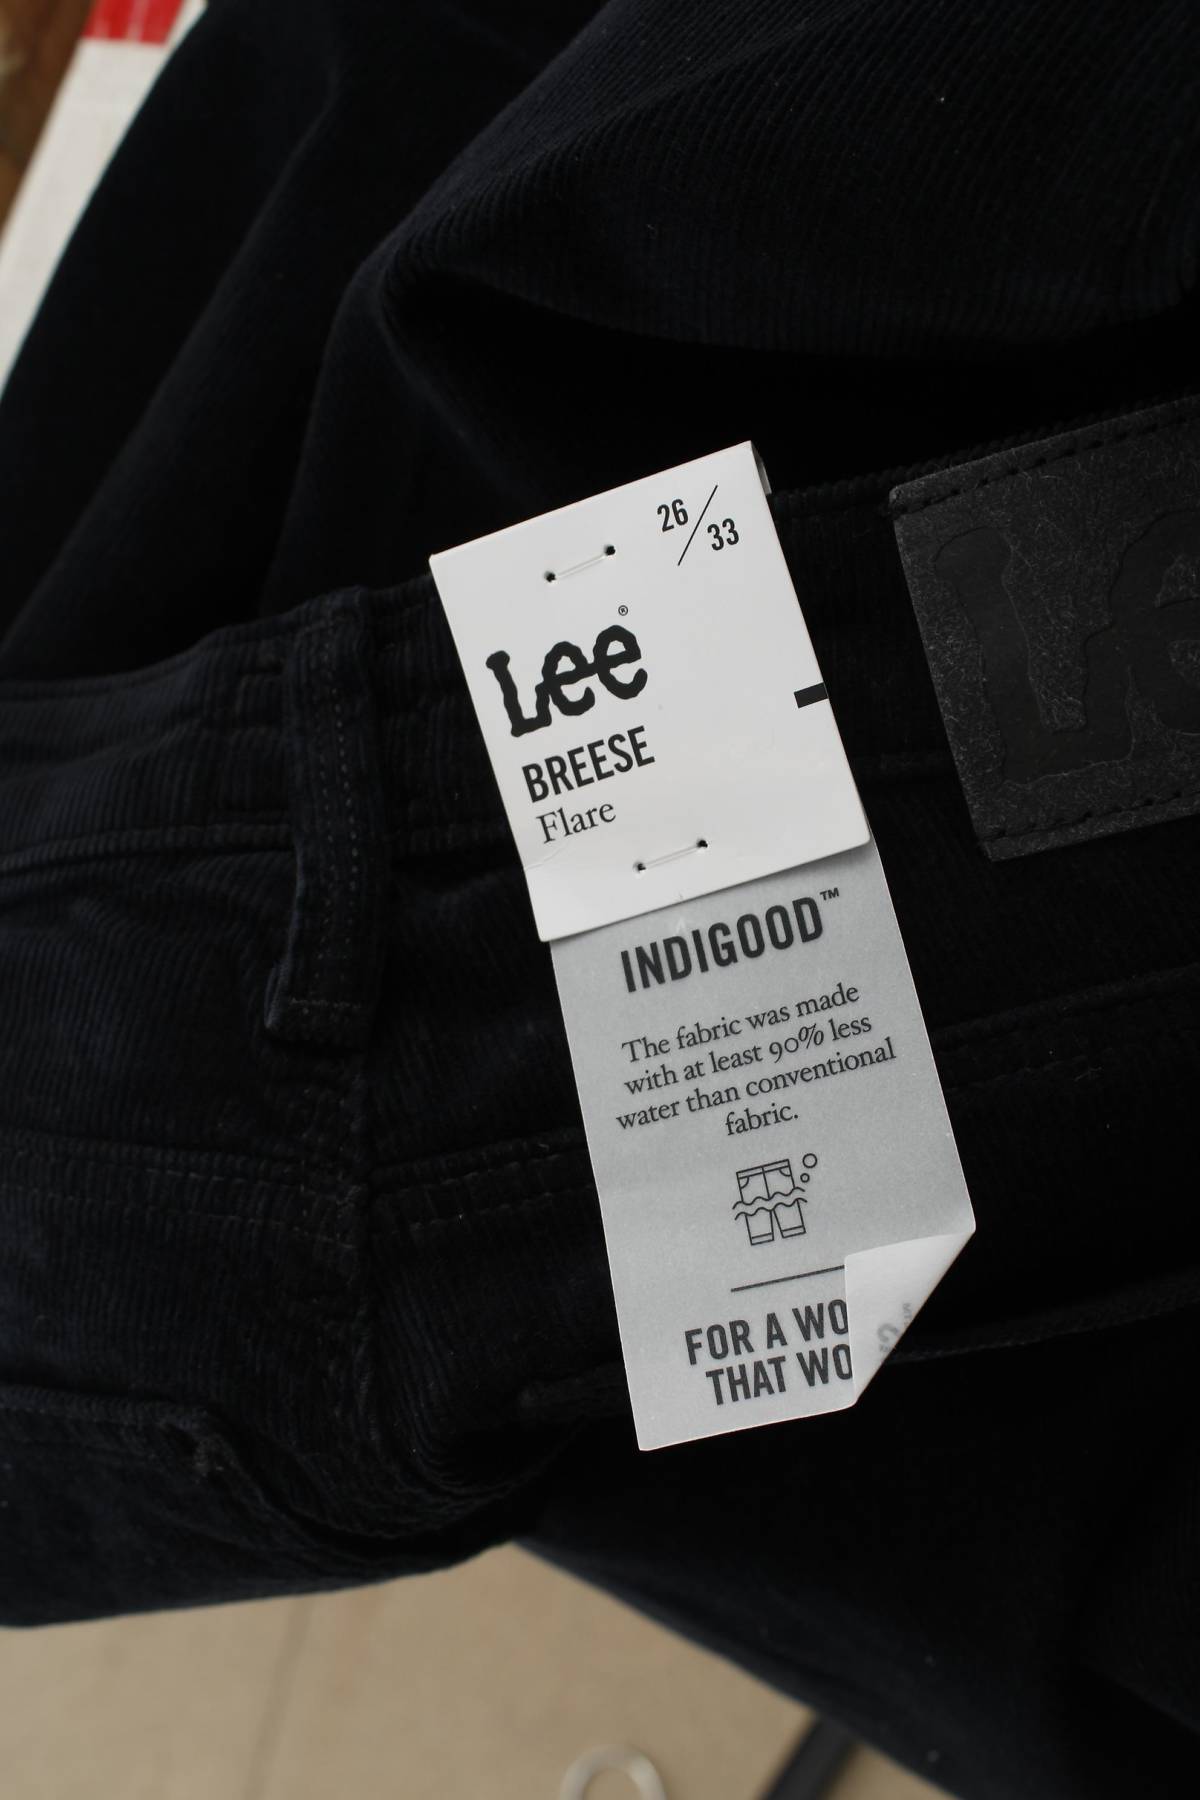 26/33
Lee®
BREESE
Flare
INDIGOOD™
The fabric was made
with at least 90% less
water than conventional
fabric.
FOR A WO
THAT WO
Lee